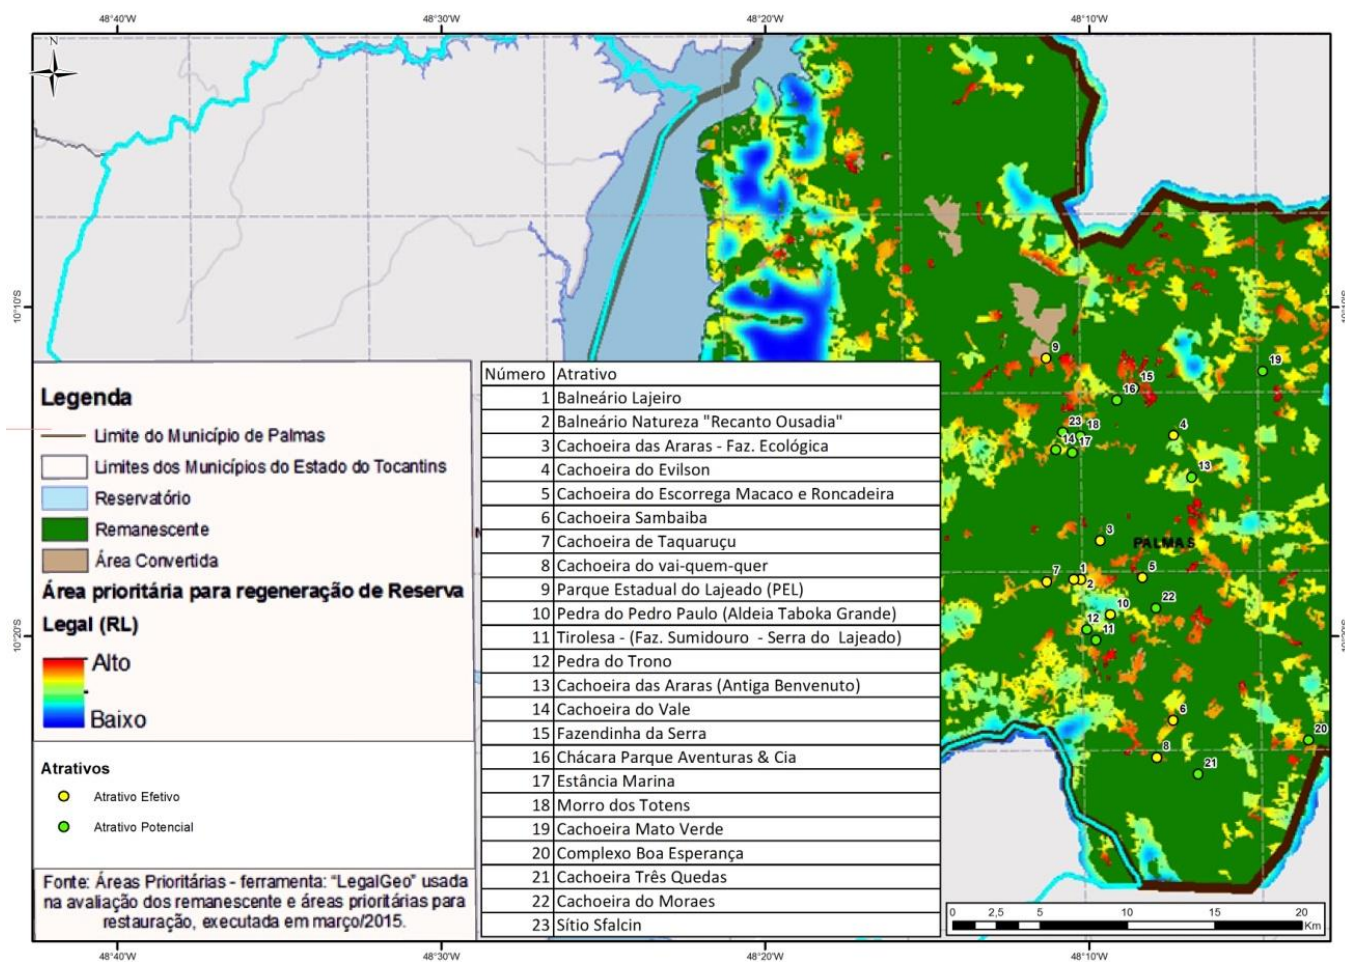 48°40'W 48°30'W 48°20'W 48°10'W
N
10°10'S 10°10'S
9
19
15
16
23
18
4
14
17
13
3
PALMAS
7
1
2
5
22
10
12
11
6
20
8
21
10°20'S
Legenda
Limite do Município de Palmas
Limites dos Municípios do Estado do Tocantins
Reservatório
Remanescente
Área Convertida
Área prioritária para regeneração de Reserva
Legal (RL)
Alto
Baixo
Atrativos
Atrativo Efetivo
Atrativo Potencial
Fonte: Áreas Prioritárias - ferramenta: "LegalGeo" usada
na avaliação dos remanescente e áreas prioritárias para
restauração, executada em março/2015.
Número Atrativo
1 Balneário Lajeiro
2 Balneário Natureza "Recanto Ousadia"
3 Cachoeira das Araras - Faz. Ecológica
4 Cachoeira do Evilson
5 Cachoeira do Escorrega Macaco e Roncadeira
6 Cachoeira Sambaiba
7 Cachoeira de Taquaruçu
8 Cachoeira do vai-quem-quer
9 Parque Estadual do Lajeado (PEL)
10 Pedra do Pedro Paulo (Aldeia Taboka Grande)
11 Tirolesa - (Faz. Sumidouro - Serra do Lajeado)
12 Pedra do Trono
13 Cachoeira das Araras (Antiga Benvenuto)
14 Cachoeira do Vale
15 Fazendinha da Serra
16 Chácara Parque Aventuras & Cia
17 Estância Marina
18 Morro dos Totens
19 Cachoeira Mato Verde
20 Complexo Boa Esperança
21 Cachoeira Três Quedas
22 Cachoeira do Moraes
23 Sítio Sfalcin
0 2,5 5 10 15 20
Km
48°40'W 48°30'W 48°20'W 48°10'W